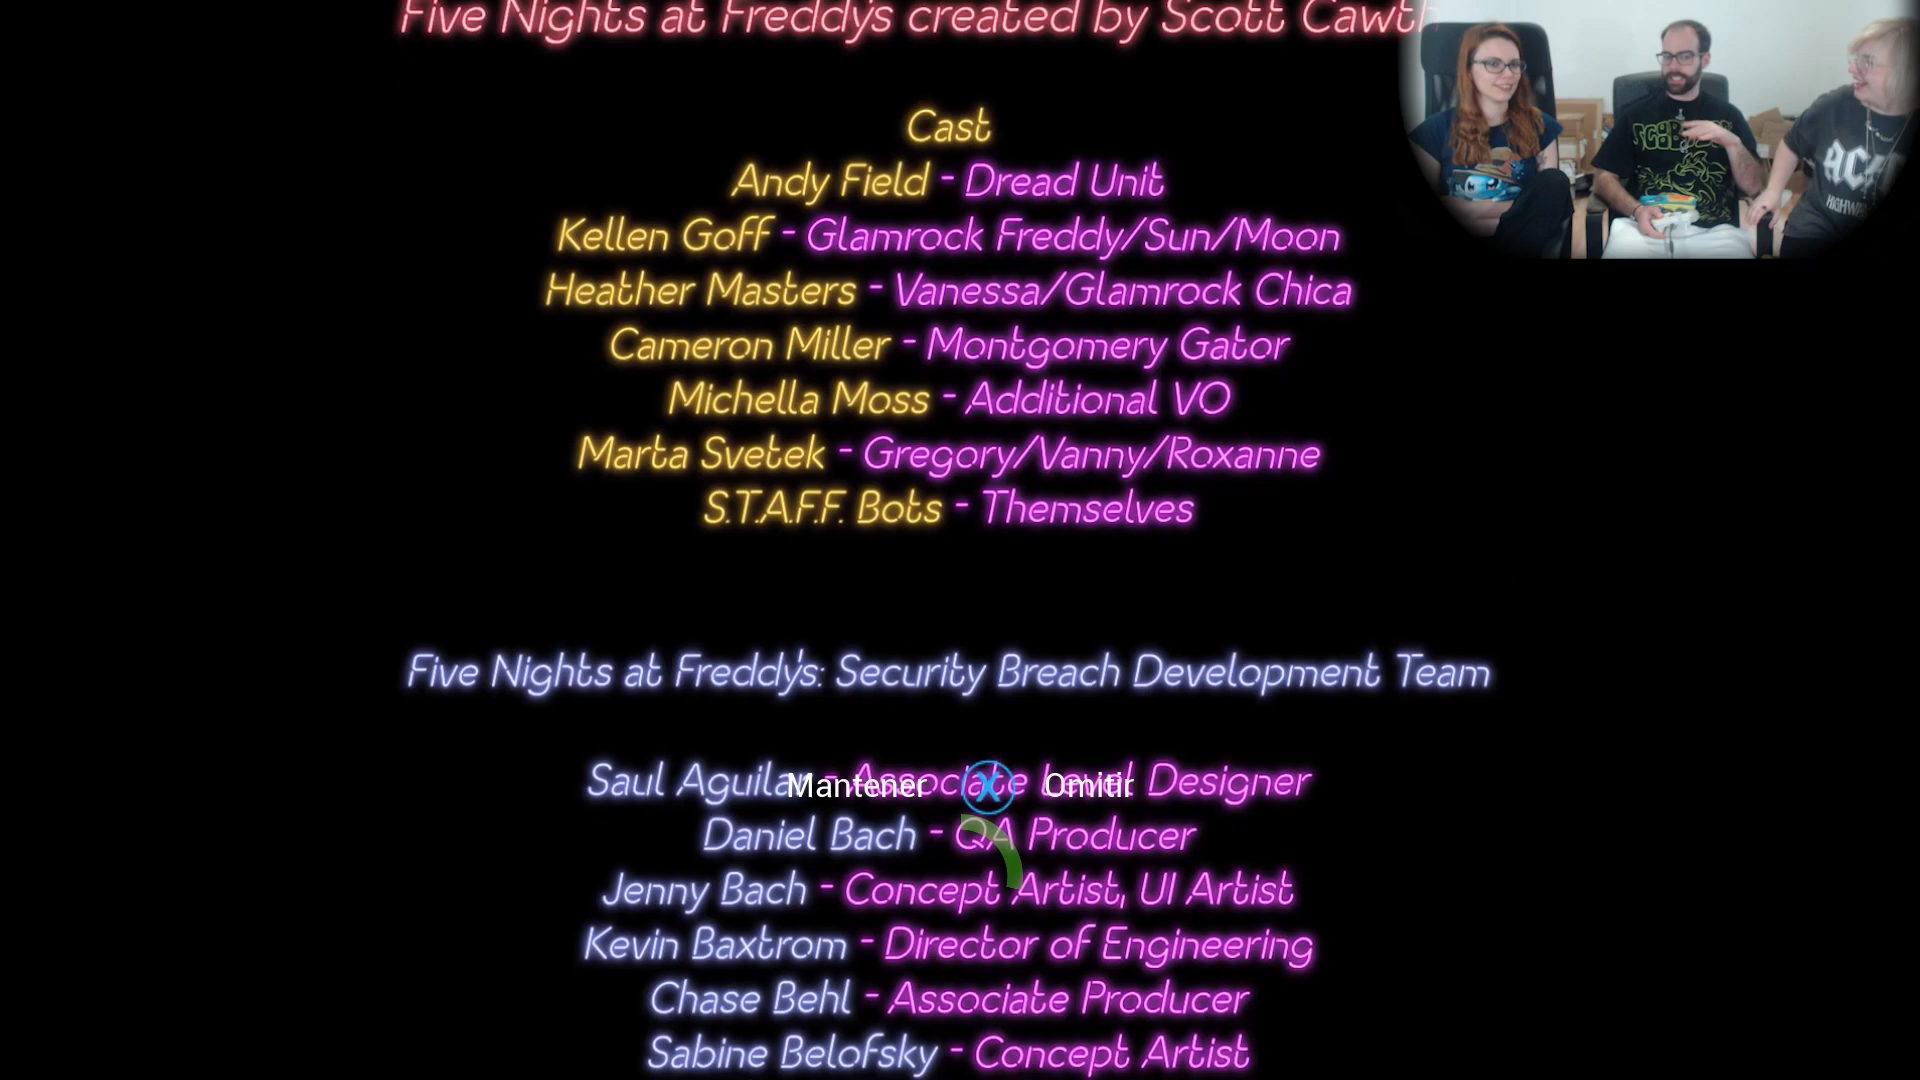 Five Nights at Freddy's created by Scott Cawth
Cast
Andy Field - Dread Unit
Kellen Goff - Glamrock Freddy/Sun/Moon
Heather Masters - Vanessa/Glamrock Chica
Cameron Miller - Montgomery Gator
Michella Moss - Additional VO
Marta Svetek - Gregory/Vanny/Roxanne
S.T.A.F.F. Bots - Themselves
Five Nights at Freddy's: Security Breach Development Team
Saul Aguilar - Associate Level Designer
Mantener X Omitir
Daniel Bach - QA Producer
Jenny Bach - Concept Artist, UI Artist
Kevin Baxtrom - Director of Engineering
Chase Behl - Associate Producer
Sabine Belofsky - Concept Artist